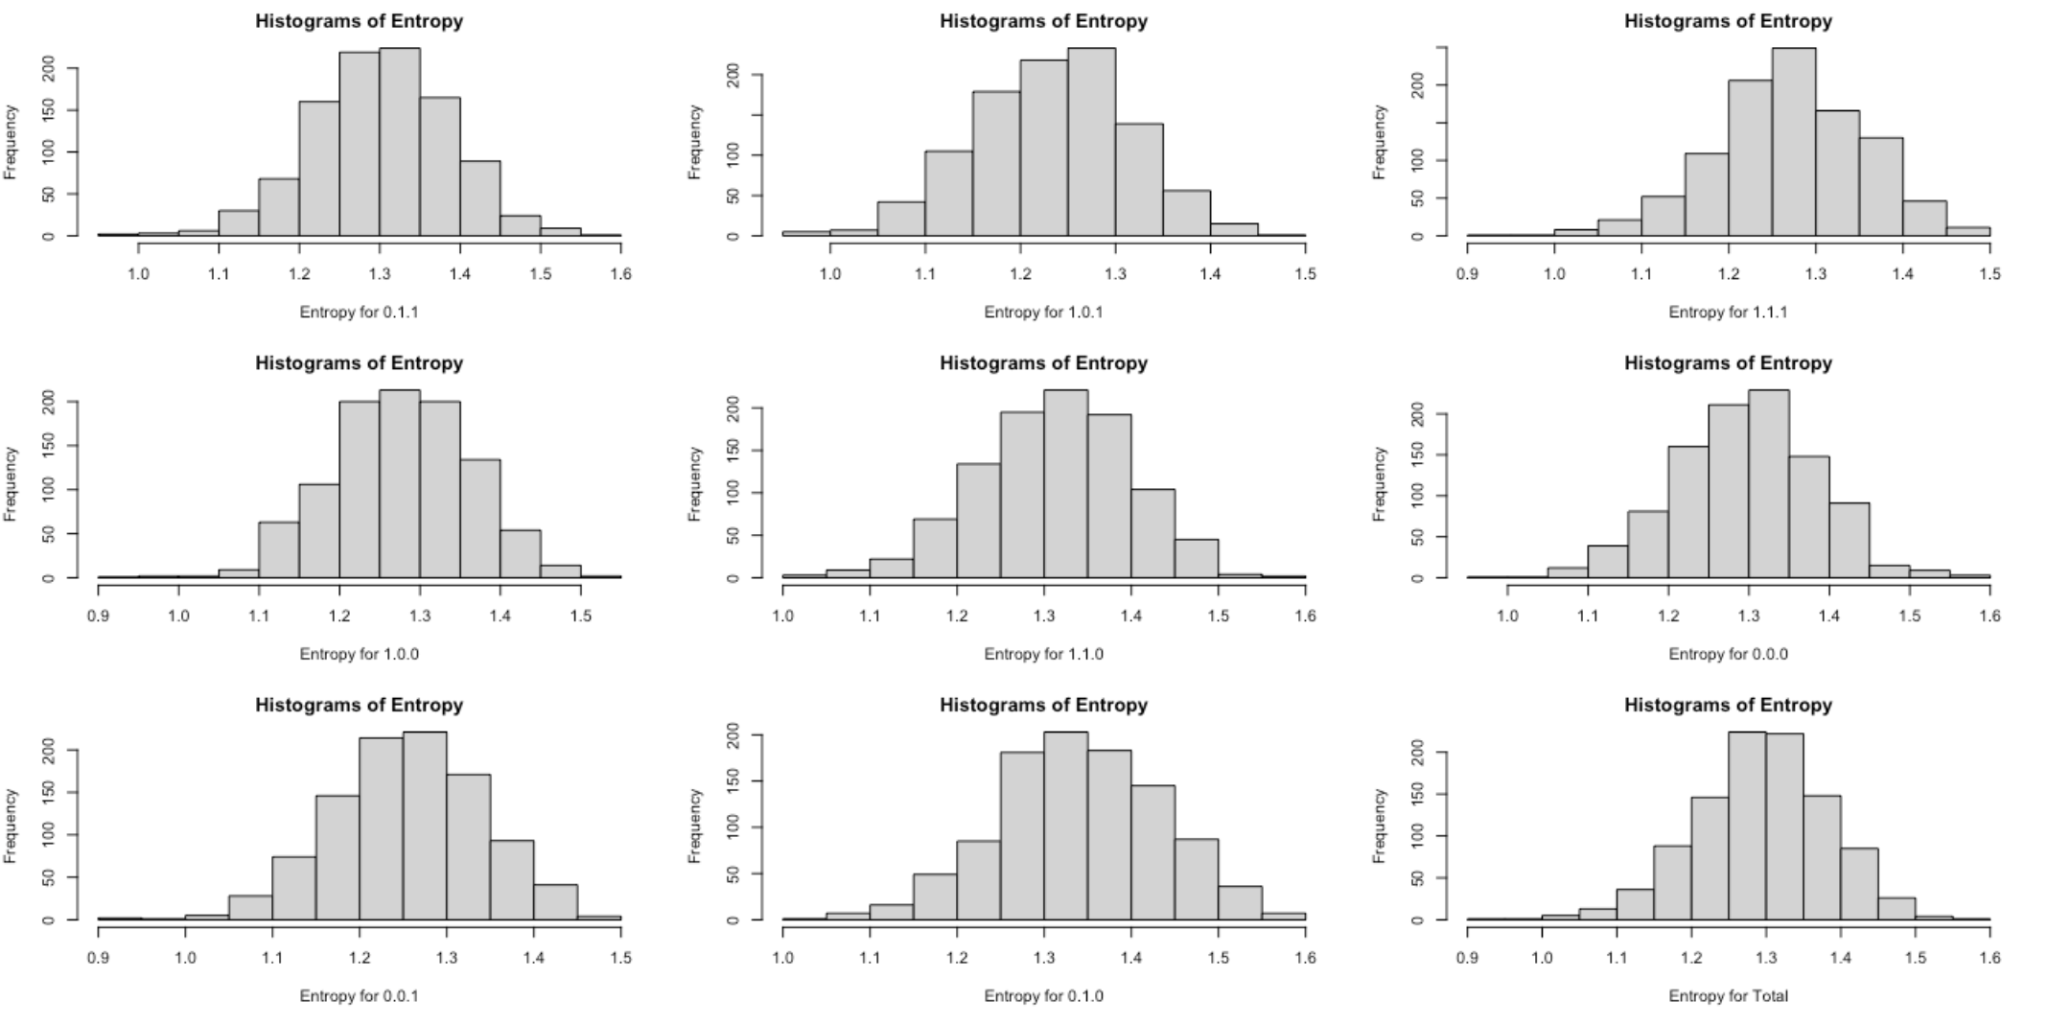 Histograms of Entropy
Frequency
0 50 100 150 200
1.0 1.1 1.2 1.3 1.4 1.5 1.6
Entropy for 0.1.1
Histograms of Entropy
Frequency
0 50 100 200
1.0 1.1 1.2 1.3 1.4 1.5
Entropy for 1.0.1
Histograms of Entropy
Frequency
0 50 100 200
0.9 1.0 1.1 1.2 1.3 1.4 1.5
Entropy for 1.1.1
Histograms of Entropy
Frequency
0 50 100 150 200
0.9 1.0 1.1 1.2 1.3 1.4 1.5
Entropy for 1.0.0
Histograms of Entropy
Frequency
0 50 100 150 200
1.0 1.1 1.2 1.3 1.4 1.5 1.6
Entropy for 1.1.0
Histograms of Entropy
Frequency
0 50 100 150 200
1.0 1.1 1.2 1.3 1.4 1.5 1.6
Entropy for 0.0.0
Histograms of Entropy
Frequency
0 50 100 150 200
0.9 1.0 1.1 1.2 1.3 1.4 1.5
Entropy for 0.0.1
Histograms of Entropy
Frequency
0 50 100 150 200
1.0 1.1 1.2 1.3 1.4 1.5 1.6
Entropy for 0.1.0
Histograms of Entropy
Frequency
0 50 100 150 200
0.9 1.0 1.1 1.2 1.3 1.4 1.5 1.6
Entropy for Total